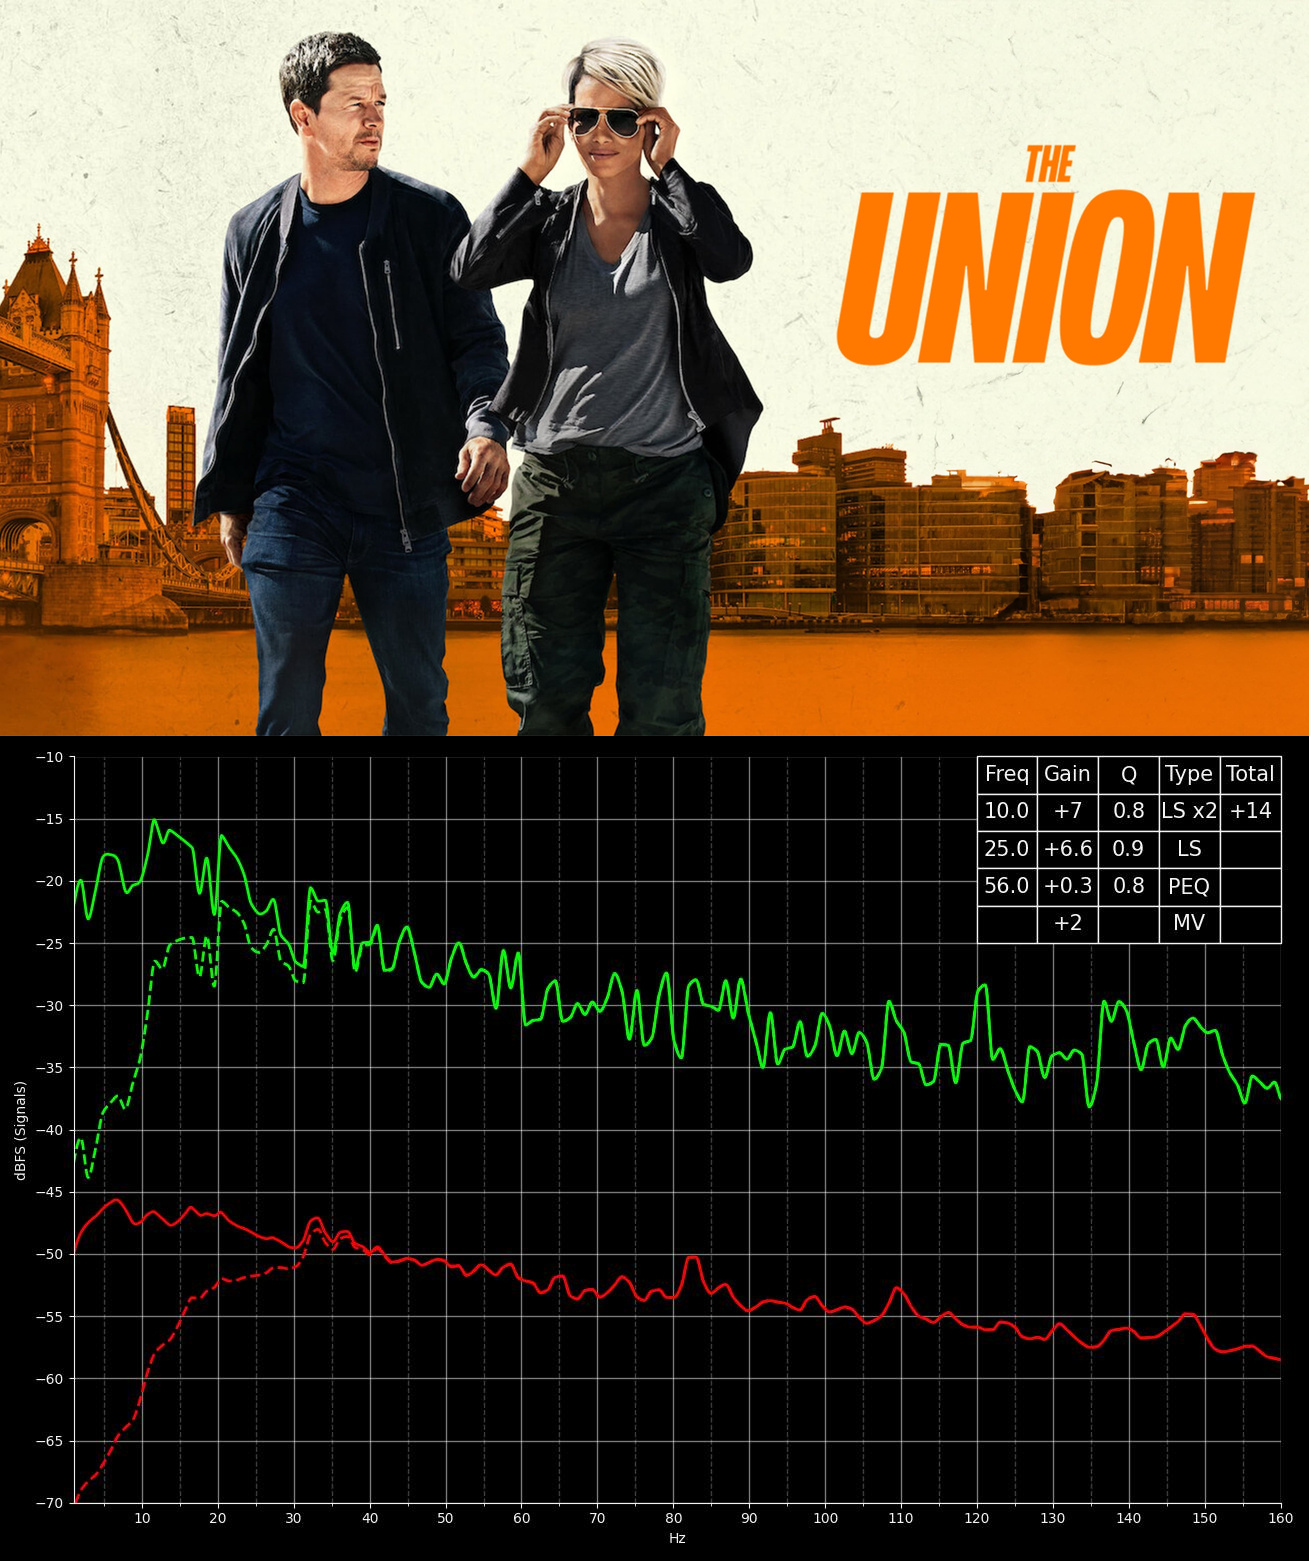 THE
UNION
Freq Gain Q Type Total
10.0 +7 0.8 LS x2 +14
25.0 +6.6 0.9 LS
56.0 +0.3 0.8 PEQ
+2 MV
−10
−15
−20
−25
−30
−35
−40
−45
−50
−55
−60
−65
−70
dBFS (Signals)
10 20 30 40 50 60 70 80 90 100 110 120 130 140 150 160
Hz